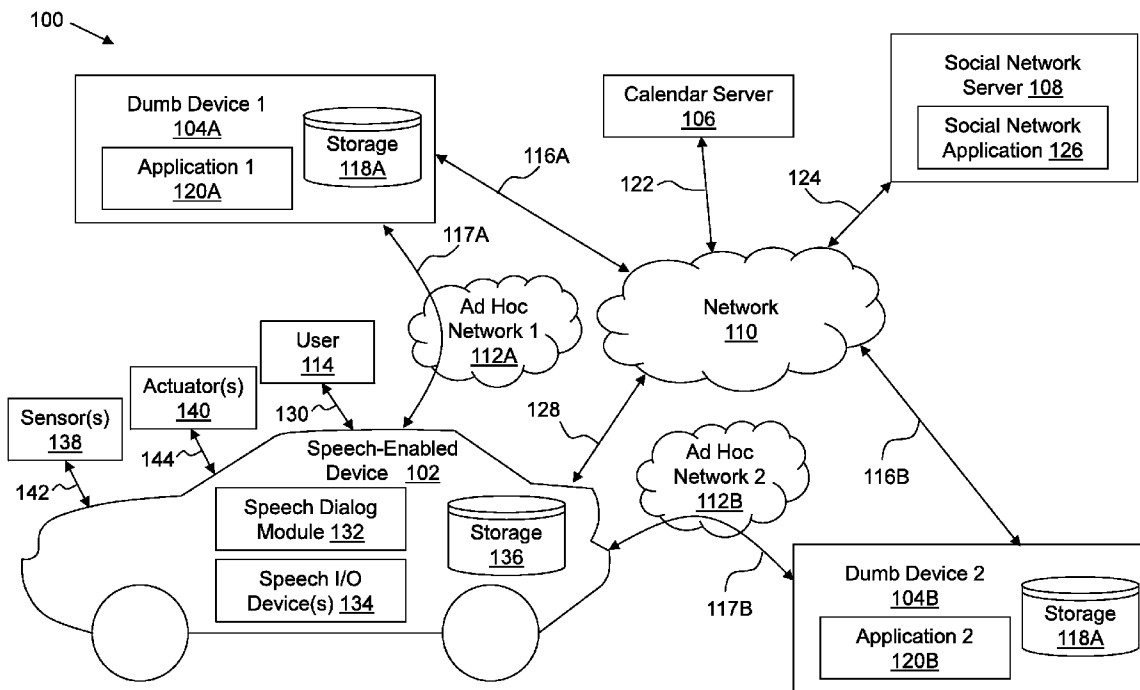 100
Dumb Device 1
104A
Application 1
120A
Storage
118A
116A
117A
Calendar Server
106
122
Social Network
Server 108
Social Network
Application 126
124
Ad Hoc
Network 1
112A
Network
110
User
114
130
Actuator(s)
140
144
Sensor(s)
138
142
128
Speech-Enabled
Device 102
Speech Dialog
Module 132
Speech I/O
Device(s) 134
Storage
136
Ad Hoc
Network 2
112B
116B
117B
Dumb Device 2
104B
Application 2
120B
Storage
118A